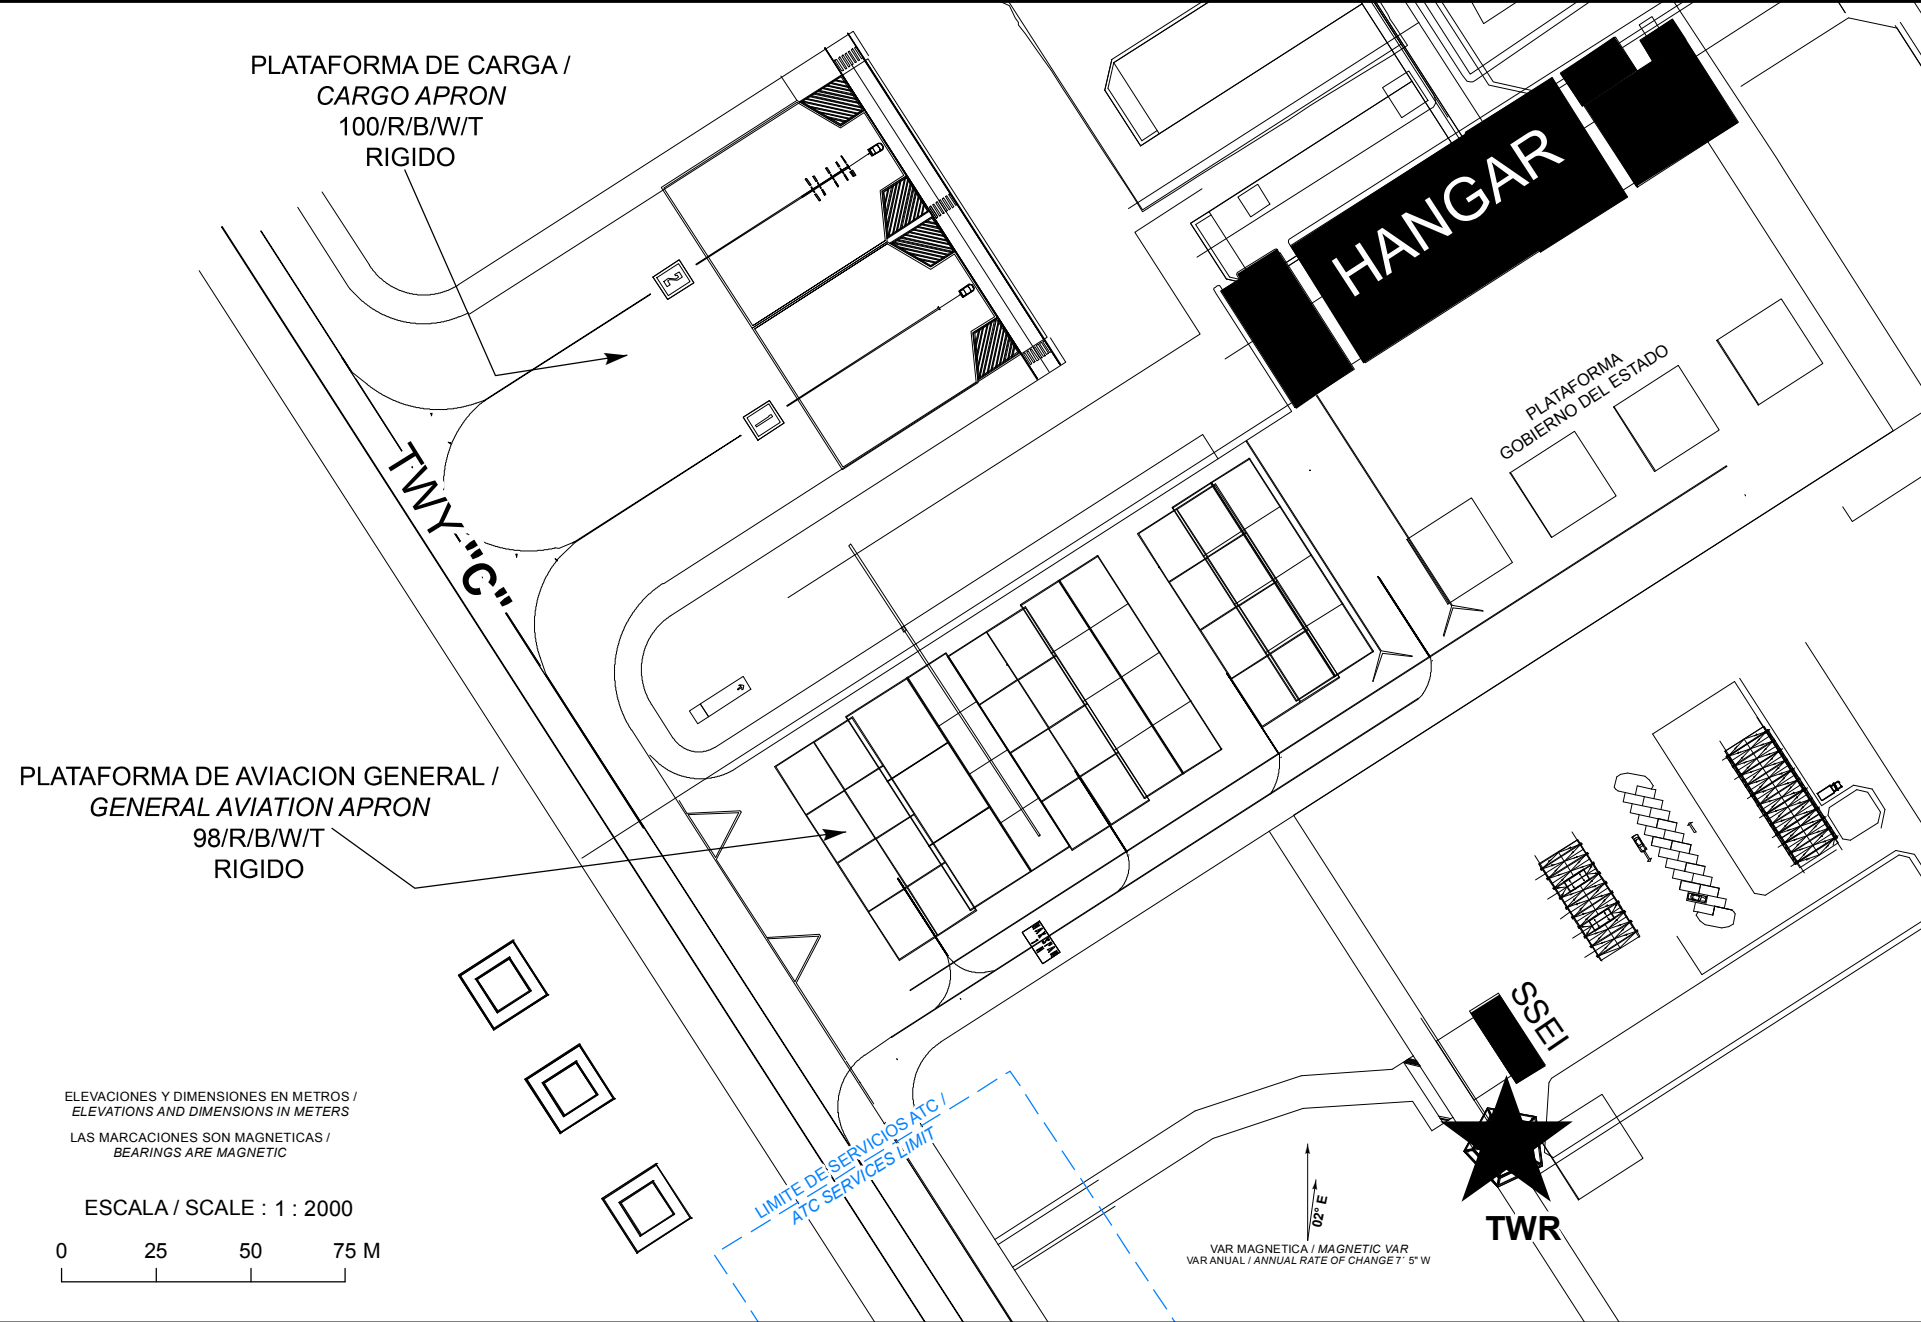 PLATAFORMA DE CARGA /
CARGO APRON
100/R/B/W/T
RIGIDO
2
1
HANGAR
PLATAFORMA
GOBIERNO DEL ESTADO
TWY "C"
PLATAFORMA DE AVIACION GENERAL /
GENERAL AVIATION APRON
98/R/B/W/T
RIGIDO
MAX SPAN
SSEI
TWR
LIMITE DE SERVICIOS ATC /
ATC SERVICES LIMIT
ELEVACIONES Y DIMENSIONES EN METROS /
ELEVATIONS AND DIMENSIONS IN METERS
LAS MARCACIONES SON MAGNETICAS /
BEARINGS ARE MAGNETIC
ESCALA / SCALE : 1 : 2000
0 25 50 75 M
02° E
VAR MAGNETICA / MAGNETIC VAR
VAR ANUAL / ANNUAL RATE OF CHANGE 7' 5" W